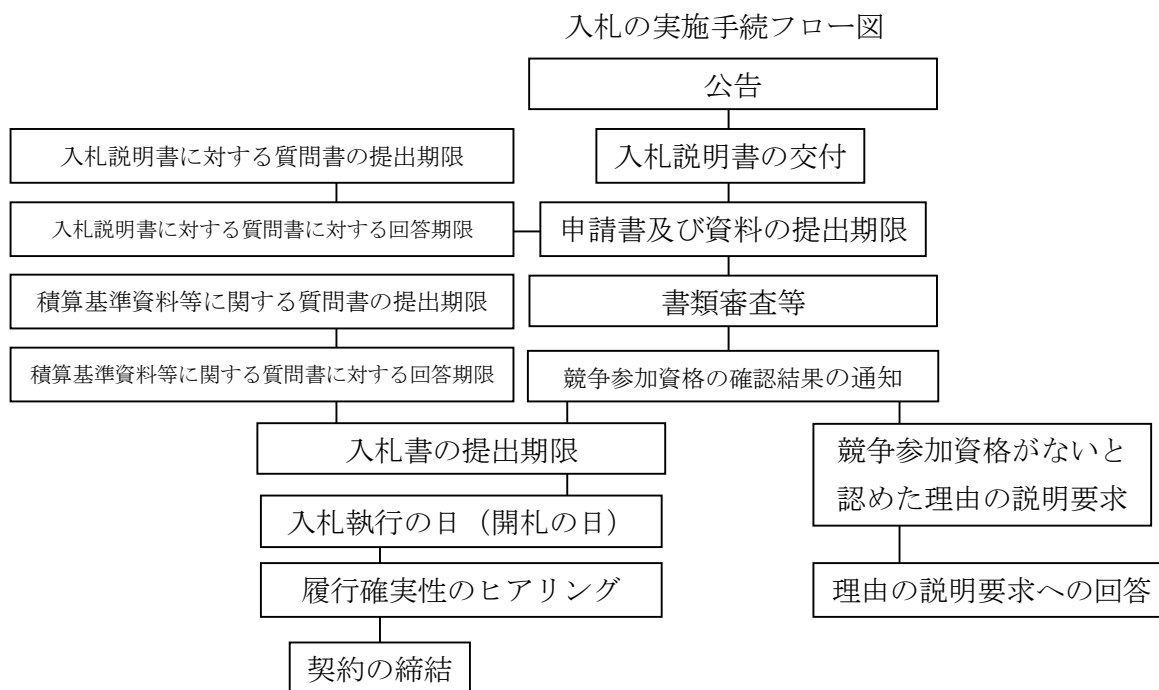 入札の実施手続フロー図
公告
入札説明書に対する質問書の提出期限
入札説明書の交付
入札説明書に対する質問書に対する回答期限
申請書及び資料の提出期限
積算基準資料等に関する質問書の提出期限
書類審査等
積算基準資料等に関する質問書に対する回答期限
競争参加資格の確認結果の通知
入札書の提出期限
競争参加資格がないと
認めた理由の説明要求
入札執行の日（開札の日）
履行確実性のヒアリング
理由の説明要求への回答
契約の締結